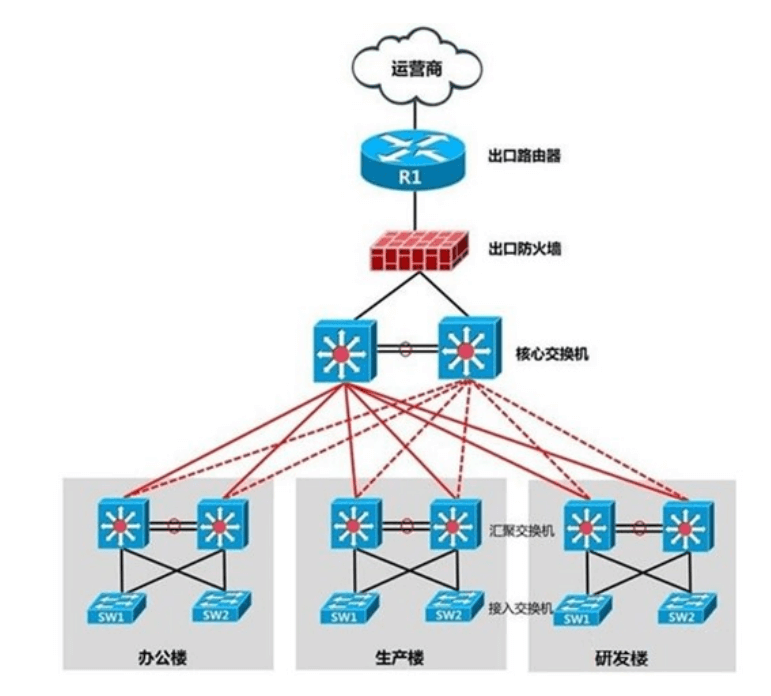 运营商
R1
出口路由器
出口防火墙
核心交换机
汇聚交换机
SW1
SW2
SW1
SW2
接入交换机
SW1
SW2
办公楼
生产楼
研发楼